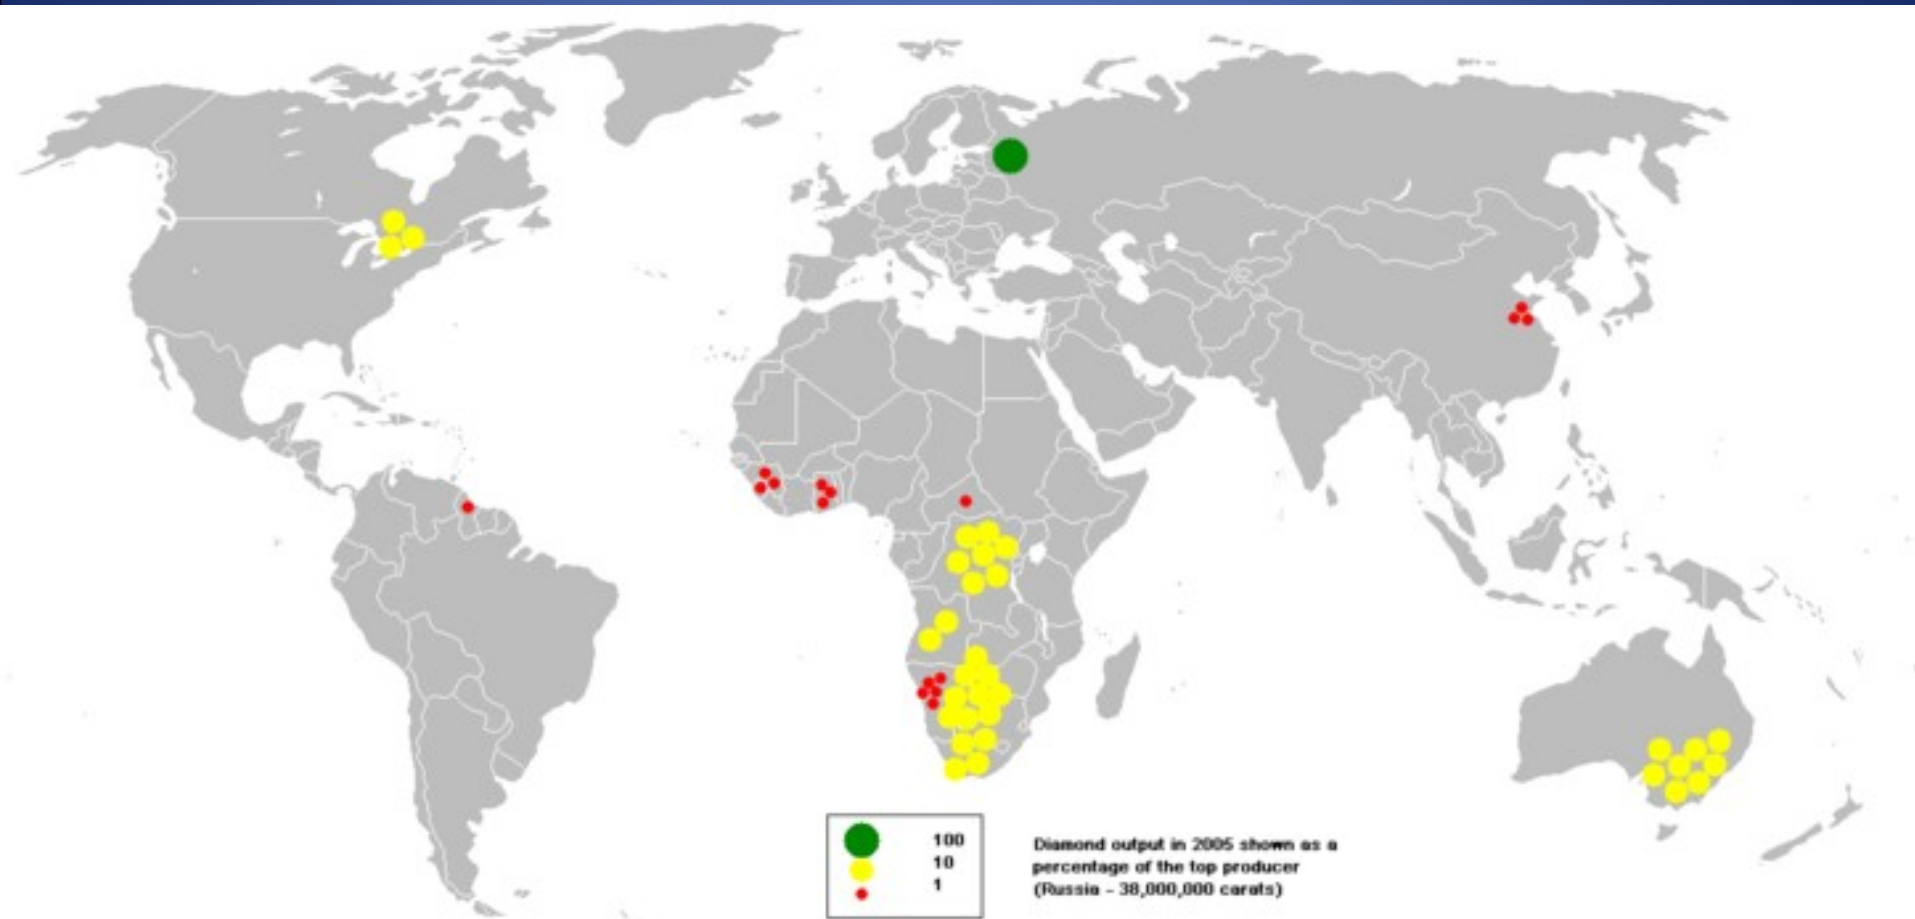 100
10
1
Diamond output in 2005 shown as a
percentage of the top producer
(Russia - 38,000,000 carats)